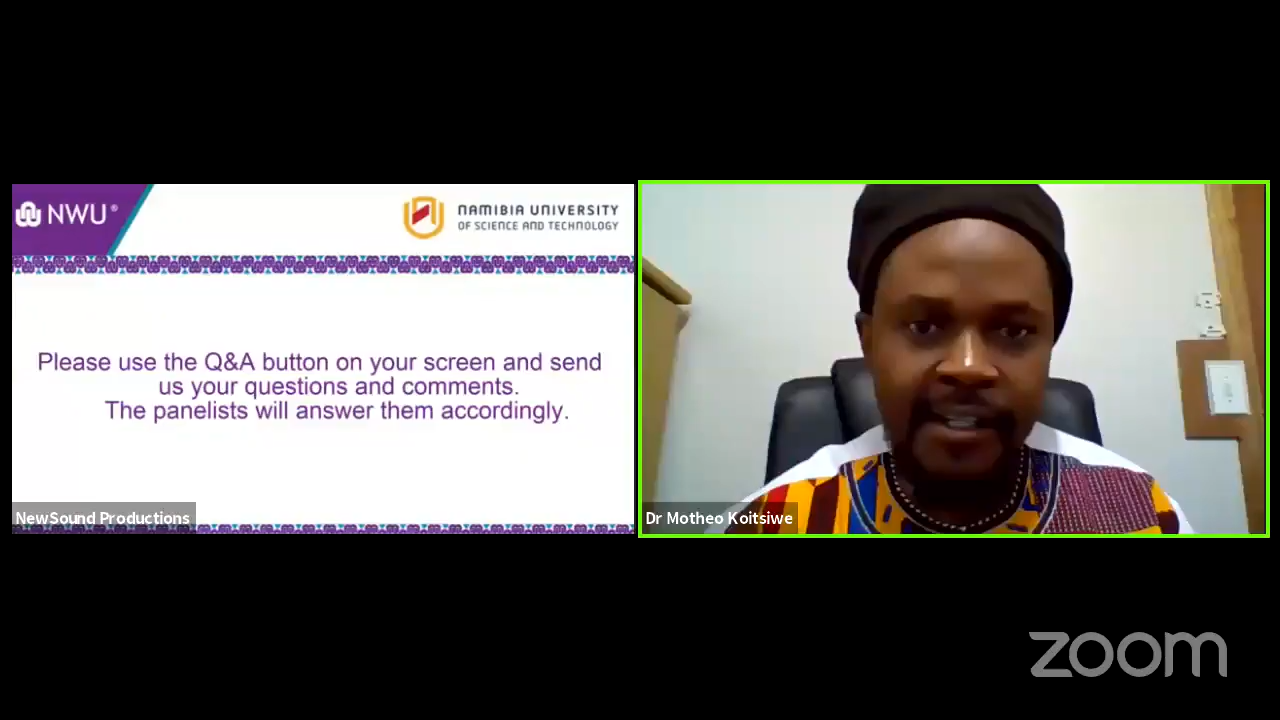 NWU®
NAMIBIA UNIVERSITY
OF SCIENCE AND TECHNOLOGY
Please use the Q&A button on your screen and send
us your questions and comments.
The panelists will answer them accordingly.
NewSound Productions
Dr Motheo Koitsiwe
zoom